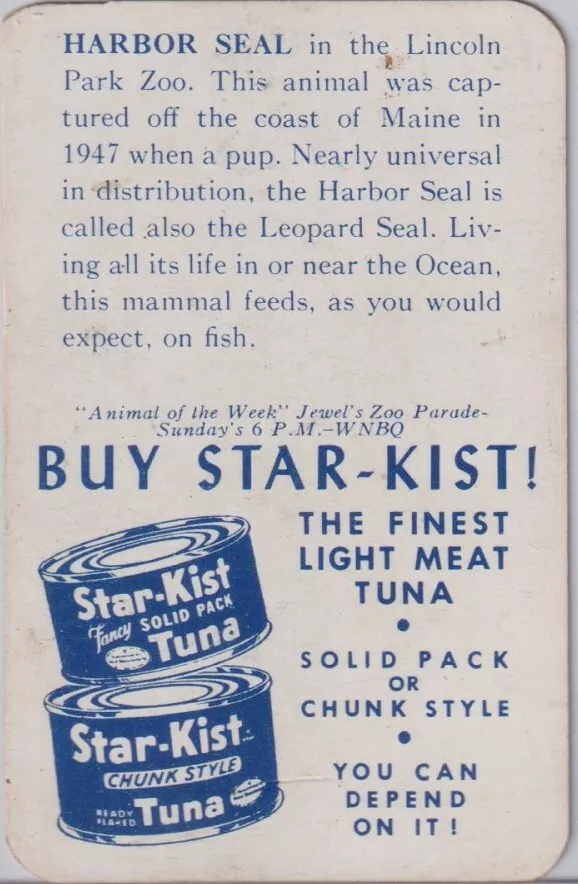 HARBOR SEAL in the Lincoln
Park Zoo. This animal was cap-
tured off the coast of Maine in
1947 when a pup. Nearly universal
in distribution, the Harbor Seal is
called also the Leopard Seal. Liv-
ing all its life in or near the Ocean,
this mammal feeds, as you would
expect, on fish.
"Animal of the Week" Jewel's Zoo Parade-
Sunday's 6 P.M.-WNBQ
BUY STAR-KIST!
THE FINEST
LIGHT MEAT
TUNA
•
SOLID PACK
OR
CHUNK STYLE
•
YOU CAN
DEPEND
ON IT!
Star-Kist
Fancy SOLID PACK
Tuna
Star-Kist
CHUNK STYLE
READY
FLAKED
Tuna